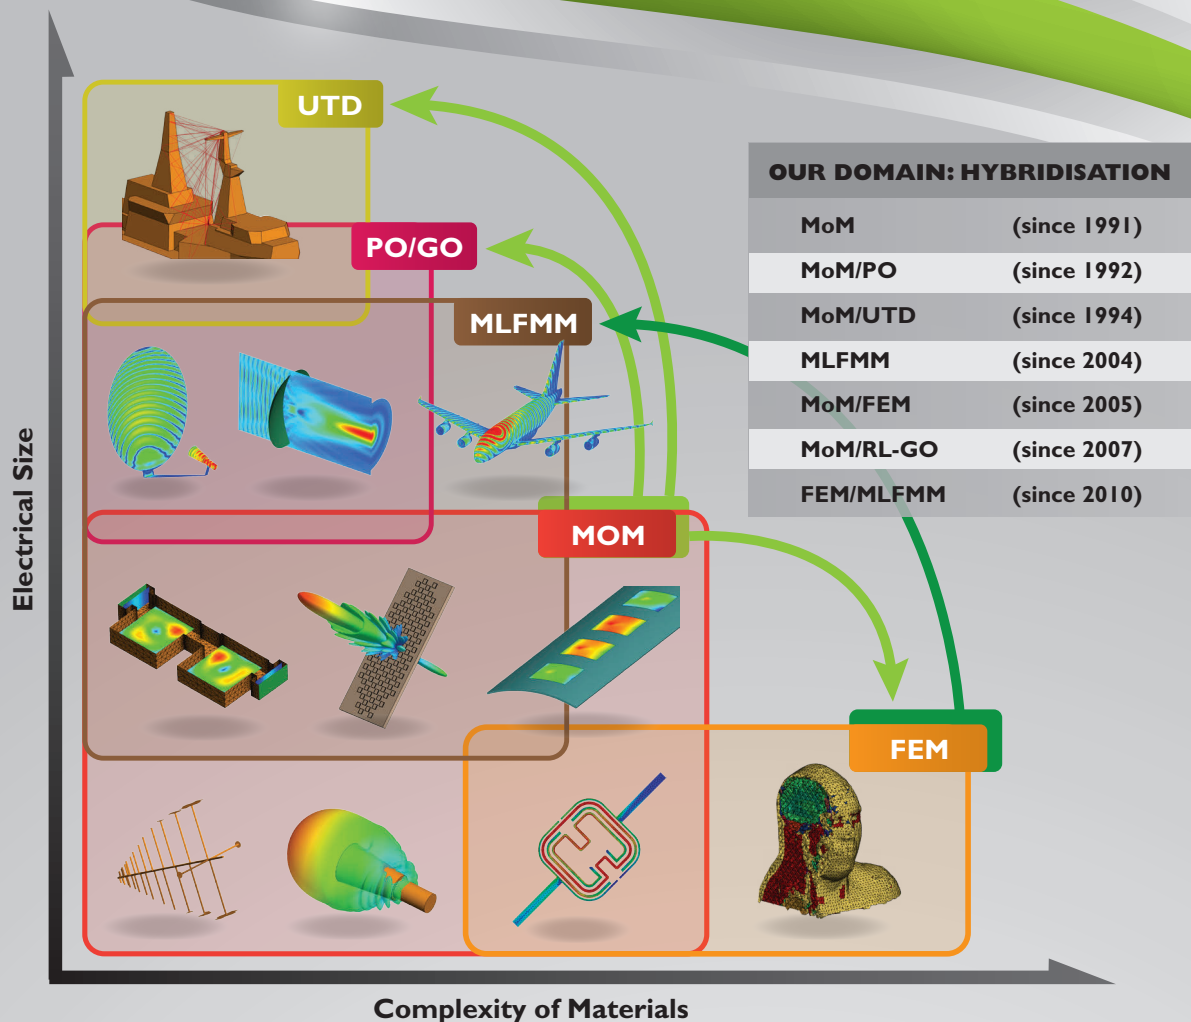 UTD
PO/GO
MLFMM
MOM
FEM
OUR DOMAIN: HYBRIDISATION
MoM (since 1991)
MoM/PO (since 1992)
MoM/UTD (since 1994)
MLFMM (since 2004)
MoM/FEM (since 2005)
MoM/RL-GO (since 2007)
FEM/MLFMM (since 2010)
Electrical Size
Complexity of Materials